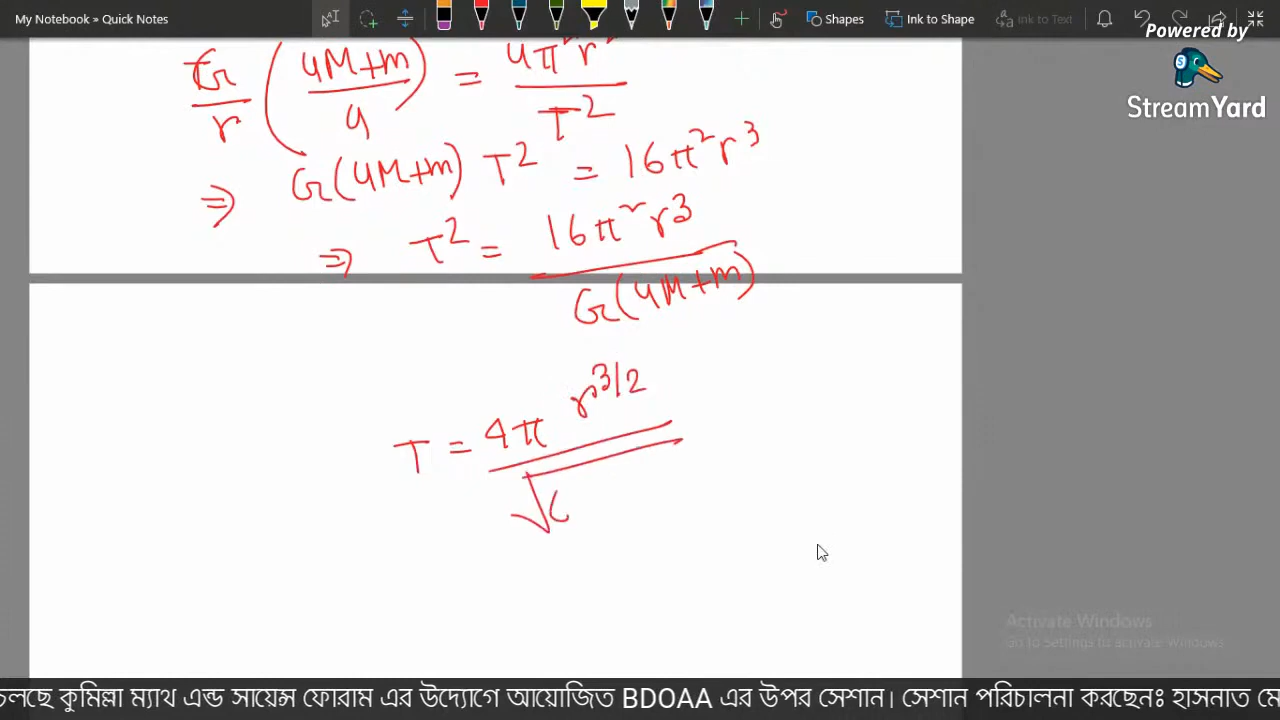 My Notebook » Quick Notes
Shapes
Ink to Shape
Ink to Text
Powered by
StreamYard
G/r (4M+m)/4 = 4π²r²/T²
⇒ G(4M+m) T² = 16π²r³
⇒ T² = 16π²r³/G(4M+m)
T = 4π r^3/2 / √(
Activate Windows
Go to Settings to activate Windows.
চলছে কুমিল্লা ম্যাথ এন্ড সায়েন্স ফোরাম এর উদ্যোগে আয়োজিত BDOAA এর উপর সেশান। সেশান পরিচালনা করছেনঃ হাসনাত মো